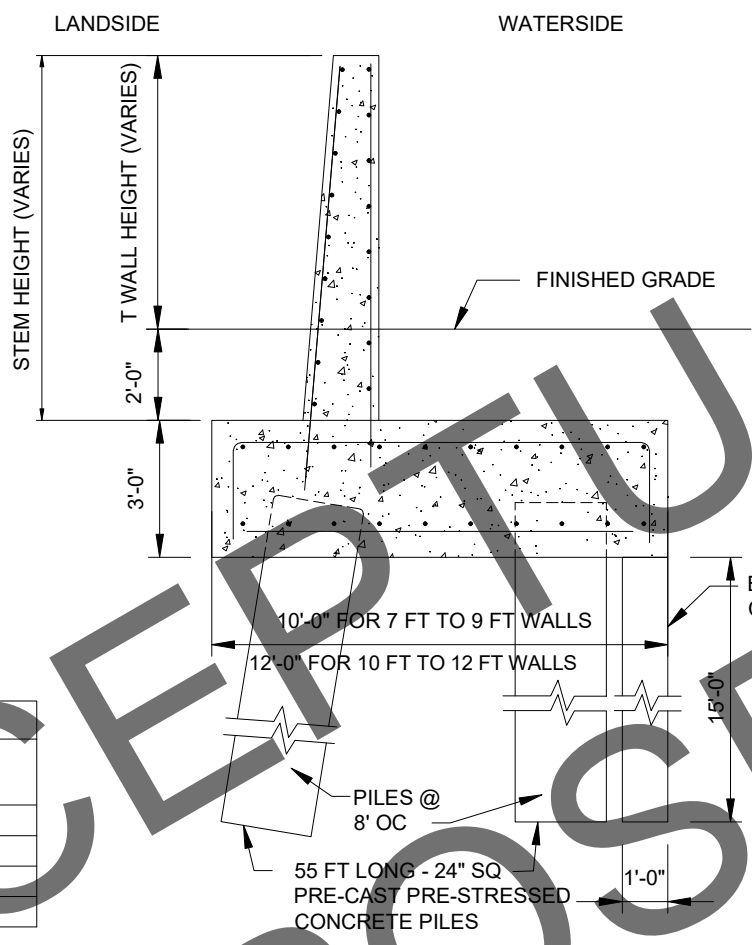 LANDSIDE
WATERSIDE
STEM HEIGHT (VARIES)
T WALL HEIGHT (VARIES)
FINISHED GRADE
2'-0"
3'-0"
10'-0" FOR 7 FT TO 9 FT WALLS
12'-0" FOR 10 FT TO 12 FT WALLS
15'-0"
PILES @
8' OC
55 FT LONG - 24" SQ
PRE-CAST PRE-STRESSED
CONCRETE PILES
1'-0"